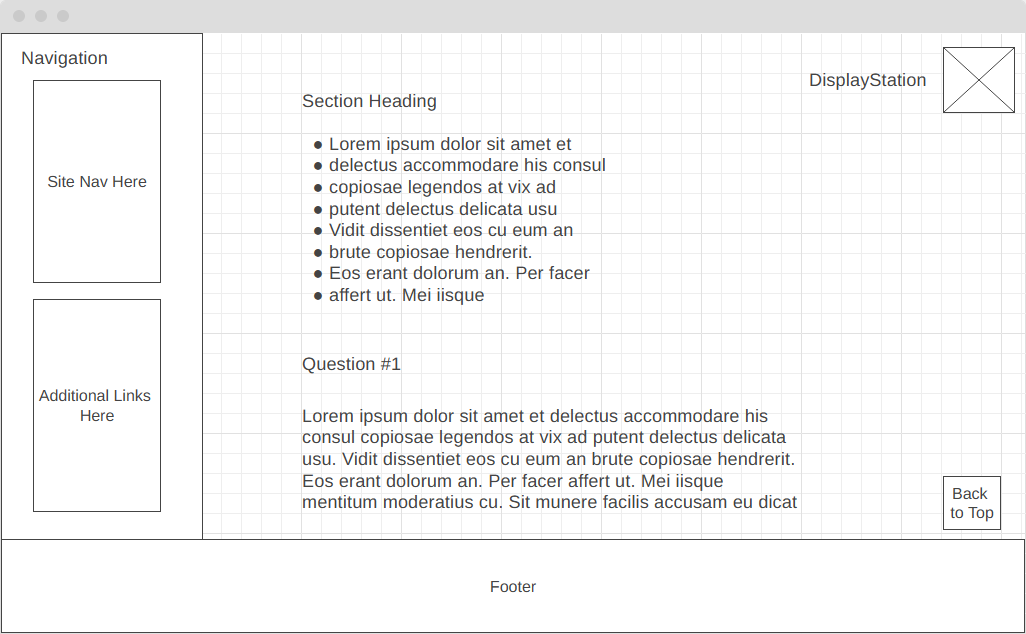 Navigation
Site Nav Here
Additional Links
Here
DisplayStation
Section Heading
● Lorem ipsum dolor sit amet et
● delectus accommodare his consul
● copiosae legendos at vix ad
● putent delectus delicata usu
● Vidit dissentiet eos cu eum an
● brute copiosae hendrerit.
● Eos erant dolorum an. Per facer
● affert ut. Mei iisque
Question #1
Lorem ipsum dolor sit amet et delectus accommodare his
consul copiosae legendos at vix ad putent delectus delicata
usu. Vidit dissentiet eos cu eum an brute copiosae hendrerit.
Eos erant dolorum an. Per facer affert ut. Mei iisque
mentitum moderatius cu. Sit munere facilis accusam eu dicat
Back
to Top
Footer